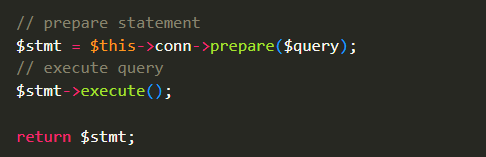 // prepare statement
$stmt = $this->conn->prepare($query);
// execute query
$stmt->execute();
return $stmt;